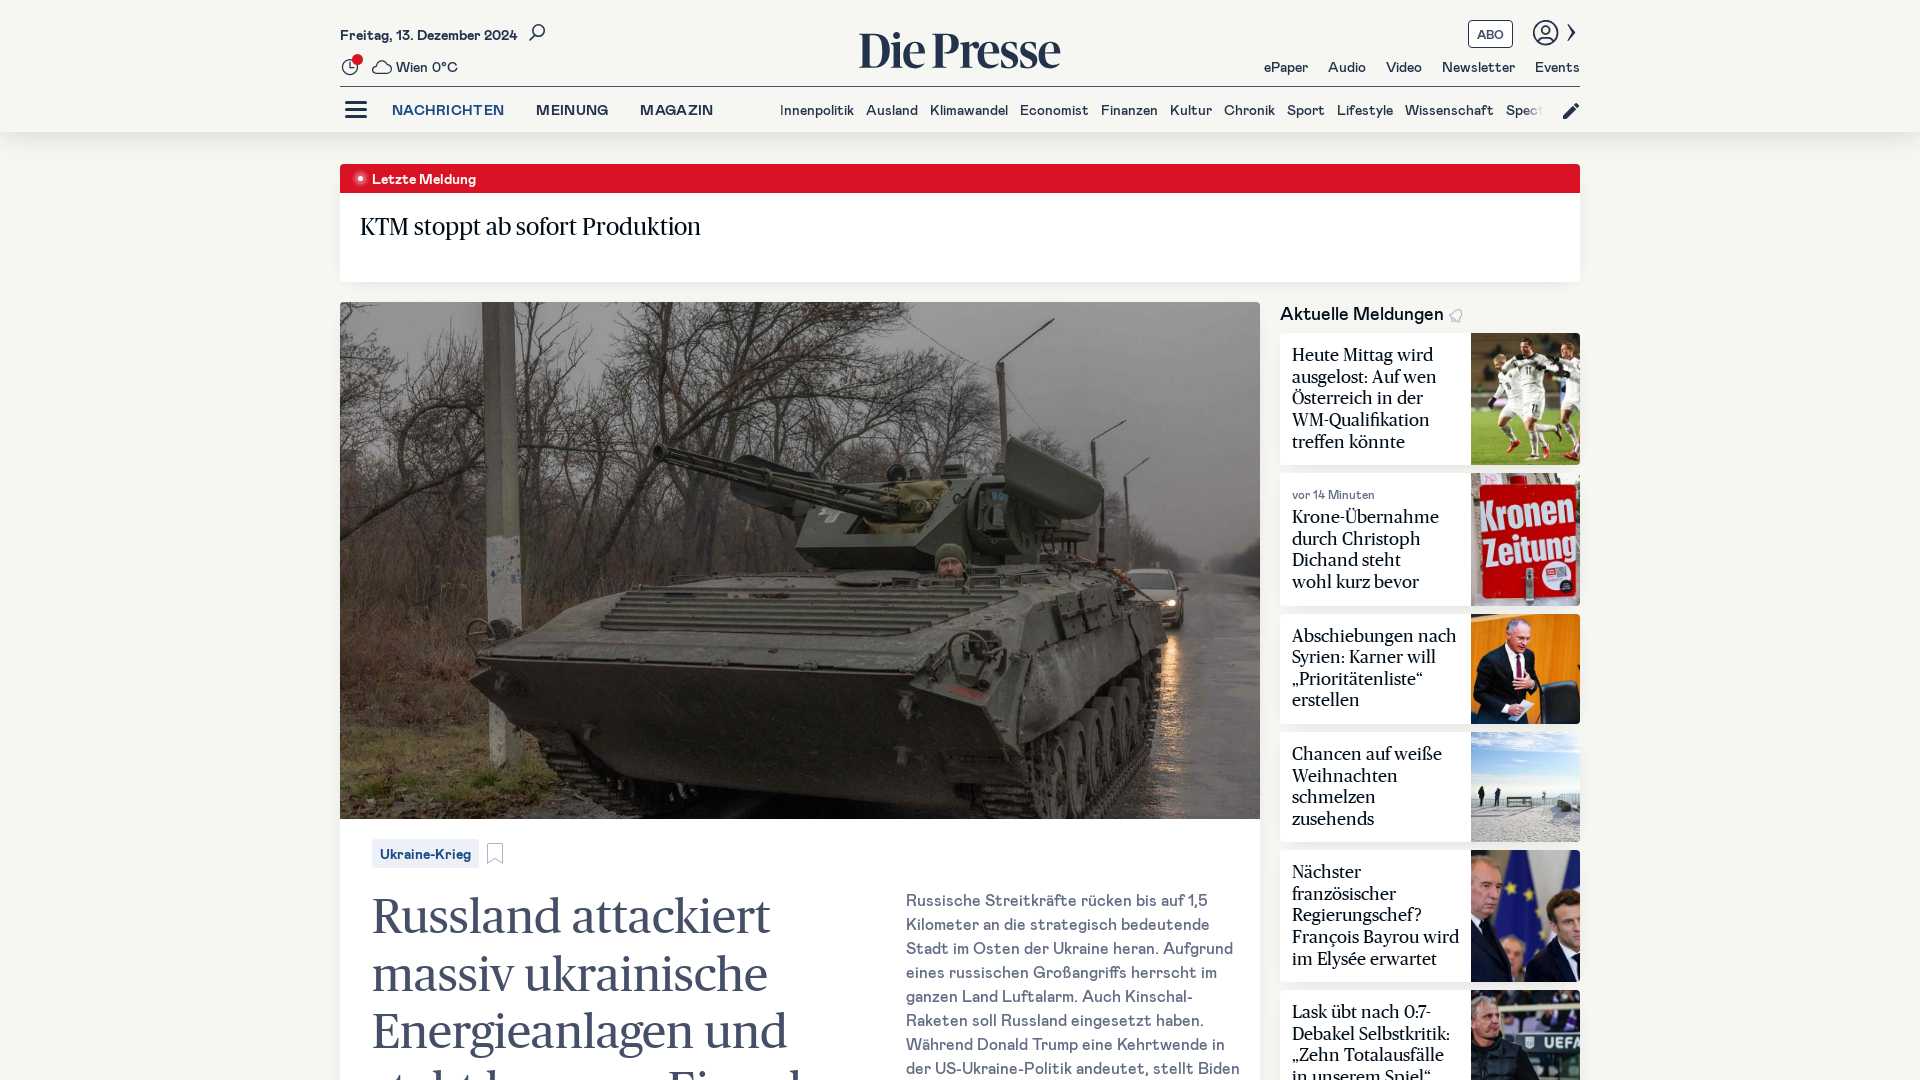 Freitag, 13. Dezember 2024
Wien 0°C
Die Presse
ABO
ePaper Audio Video Newsletter Events
NACHRICHTEN MEINUNG MAGAZIN
Innenpolitik Ausland Klimawandel Economist Finanzen Kultur Chronik Sport Lifestyle Wissenschaft
Letzte Meldung
KTM stoppt ab sofort Produktion
Ukraine-Krieg
Russland attackiert
massiv ukrainische
Energieanlagen und
Russische Streitkräfte rücken bis auf 1,5
Kilometer an die strategisch bedeutende
Stadt im Osten der Ukraine heran. Aufgrund
eines russischen Großangriffs herrscht im
ganzen Land Luftalarm. Auch Kinschal-
Raketen soll Russland eingesetzt haben.
Während Donald Trump eine Kehrtwende in
der US-Ukraine-Politik andeutet, stellt Biden
Aktuelle Meldungen
Heute Mittag wird
ausgelost: Auf wen
Österreich in der
WM-Qualifikation
treffen könnte
vor 14 Minuten
Krone-Übernahme
durch Christoph
Dichand steht
wohl kurz bevor
Kronen
Zeitung
Abschiebungen nach
Syrien: Karner will
„Prioritätenliste“
erstellen
Chancen auf weiße
Weihnachten
schmelzen
zusehends
Nächster
französischer
Regierungschef?
François Bayrou wird
im Elysée erwartet
Lask übt nach 0:7-
Debakel Selbstkritik:
„Zehn Totalausfälle
in unserem Spiel“
UEFA